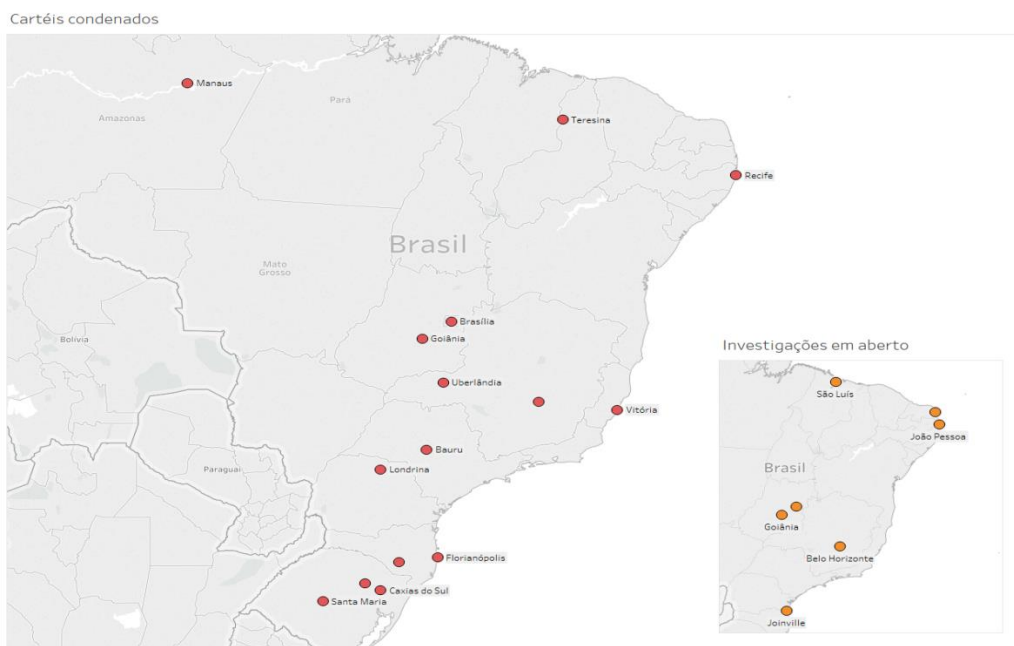 Cartéis condenados
Manaus
Pará
Amazonas
Teresina
Recife
Brasil
Mato
Grosso
Brasília
Goiânia
Bolívia
Uberlândia
Vitória
Bauru
Londrina
Paraguai
Florianópolis
Caxias do Sul
Santa Maria
Investigações em aberto
São Luís
João Pessoa
Brasil
Goiânia
Belo Horizonte
Joinville